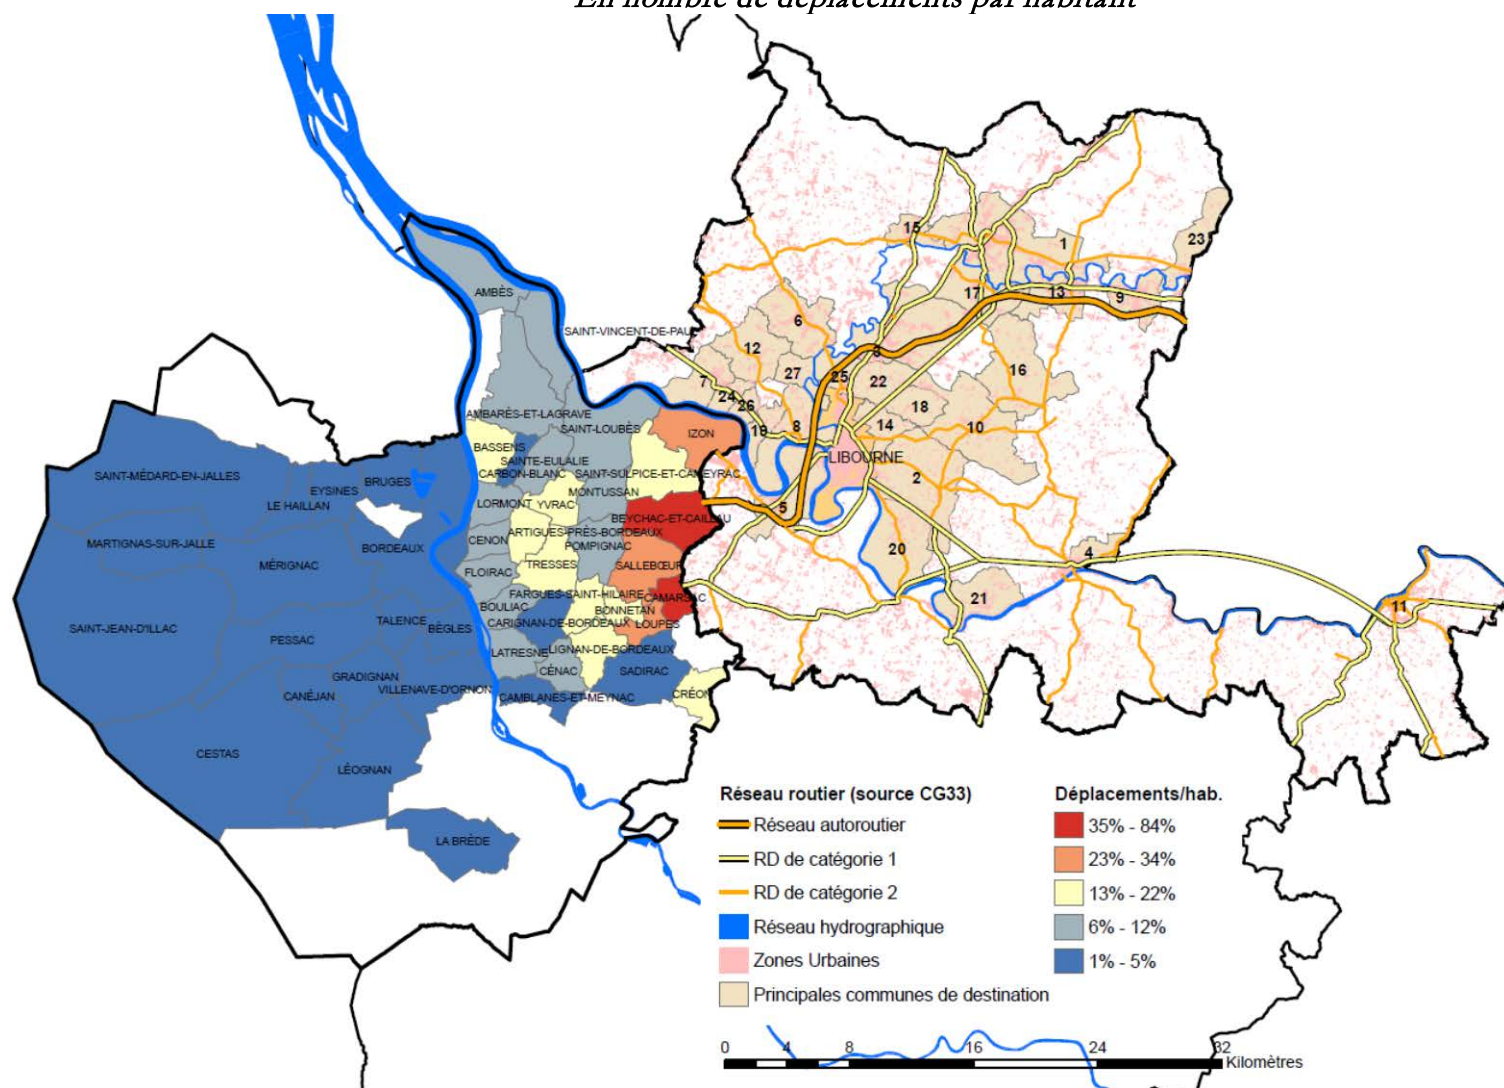 En nombre de déplacements par habitant
15
1
23
17
13
9
AMBÈS
6
SAINT-VINCENT-DE-PAUL
12
3
27
25
22
16
7
24
26
18
AMBARÈS-ET-LAGRAVE
SAINT-LOUBÈS
IZON
19
8
14
10
BASSENS
SAINTE-EULALIE
LIBOURNE
SAINT-MÉDARD-EN-JALLES
CARBON-BLANC
SAINT-SULPICE-ET-CAMEYRAC
BRUGES
2
EYSINES
MONTUSSAN
LE HAILLAN
LORMONT
YVRAC
5
BEYCHAC-ET-CAILLAU
ARTIGUES-PRÈS-BORDEAUX
MARTIGNAS-SUR-JALLE
CENON
POMPIGNAC
BORDEAUX
20
4
MÉRIGNAC
TRESSES
SALLEBŒUF
FLOIRAC
FARGUES-SAINT-HILAIRE
CAMARSAC
21
BOULIAC
BONNETAN
11
TALENCE
CARIGNAN-DE-BORDEAUX
LOUPES
SAINT-JEAN-D'ILLAC
BÈGLES
PESSAC
LATRESNE
LIGNAN-DE-BORDEAUX
CÉNAC
SADIRAC
GRADIGNAN
VILLENAVE-D'ORNON
CANÉJAN
CAMBLANES-ET-MEYNAC
CRÉON
CESTAS
LÉOGNAN
LA BRÈDE
Réseau routier (source CG33)
Réseau autoroutier
RD de catégorie 1
RD de catégorie 2
Réseau hydrographique
Zones Urbaines
Principales communes de destination
Déplacements/hab.
35% - 84%
23% - 34%
13% - 22%
6% - 12%
1% - 5%
0 4 8 16 24 32
Kilomètres